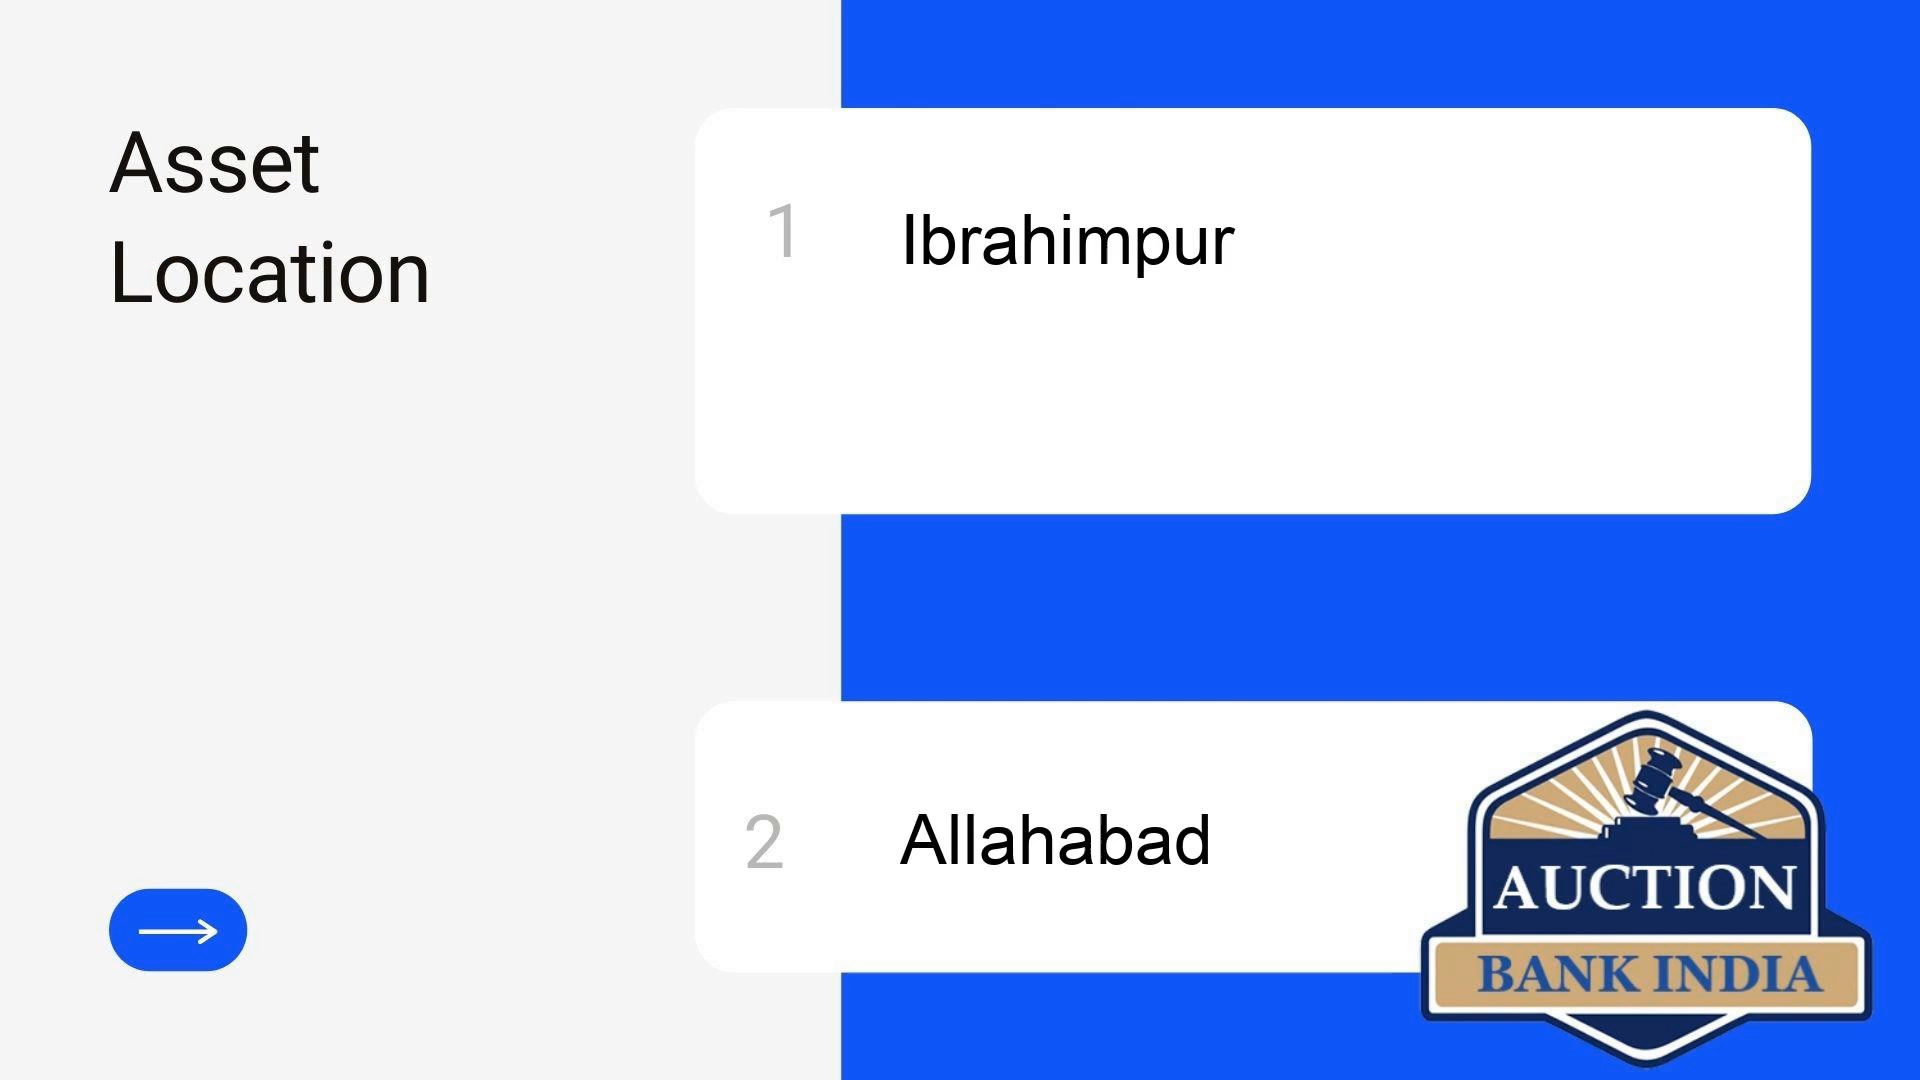 Asset
Location
1
Ibrahimpur
2
Allahabad
AUCTION
BANK INDIA